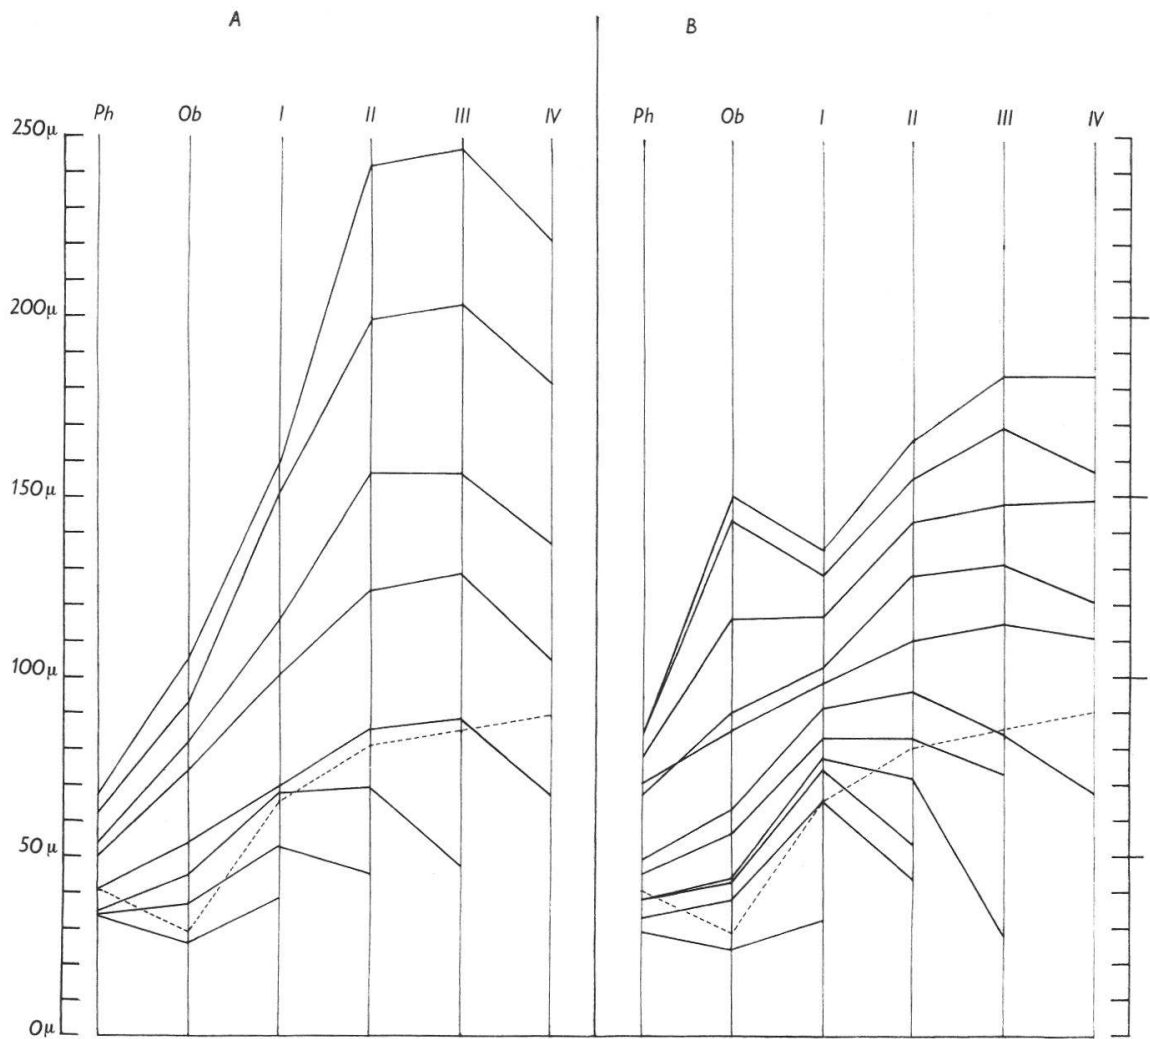 A B
Ph Ob I II III IV Ph Ob I II III IV
250μ
200μ
150μ
100μ
50μ
0μ